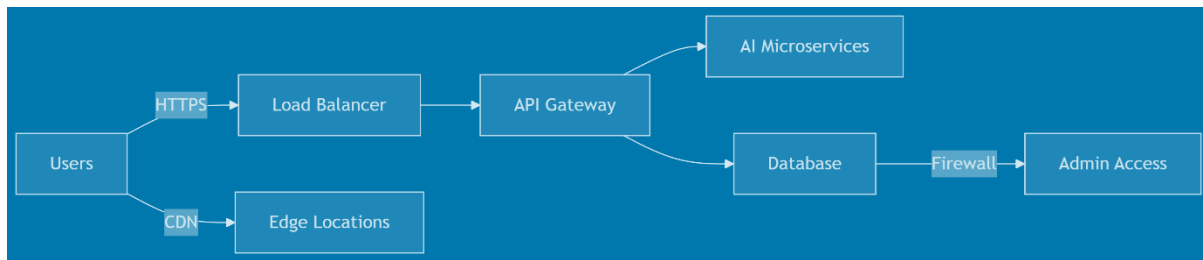 AI Microservices
HTTPS
Load Balancer
API Gateway
Users
Database
Firewall
Admin Access
CDN
Edge Locations